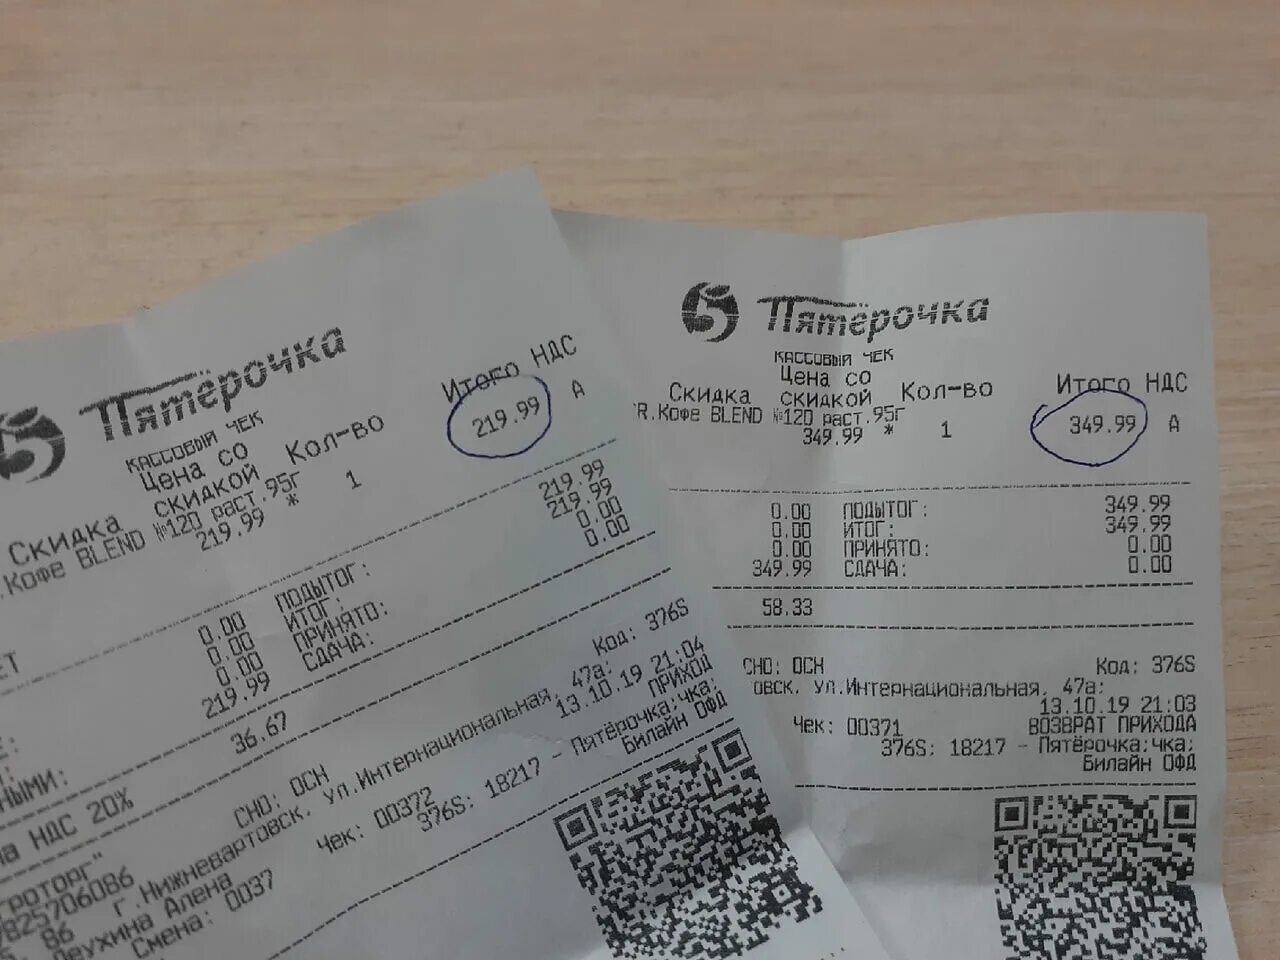 Пятёрочка
КАССОВЫЙ ЧЕК
Цена со
Скидка скидкой Кол-во Итого НДС
.Кофе BLEND №120 раст.95г
219.99 * 1 219.99 А
0.00 ПОДЫТОГ: 219.99
0.00 ИТОГ: 219.99
0.00 ПРИНЯТО: 0.00
219.99 СДАЧА: 0.00
36.67
НДС 20%
СНО: ОСН Код: 376S
г.Нижневартовск, ул.Интернациональная, 47а:
13.10.19 21:04
Чек: 00372 ПРИХОД
376S: 18217 - Пятёрочка;чка;
Билайн ОФД
7825706086
86
Алена
Смена: 0037
5 Пятёрочка
КАССОВЫЙ ЧЕК
Цена со
Скидка скидкой Кол-во Итого НДС
R.Кофе BLEND №120 раст.95г
349.99 * 1 349.99 А
0.00 ПОДЫТОГ: 349.99
0.00 ИТОГ: 349.99
0.00 ПРИНЯТО: 0.00
349.99 СДАЧА: 0.00
58.33
СНО: ОСН Код: 376S
овск, ул.Интернациональная, 47а:
13.10.19 21:03
Чек: 00371 ВОЗВРАТ ПРИХОДА
376S: 18217 - Пятёрочка;чка;
Билайн ОФД